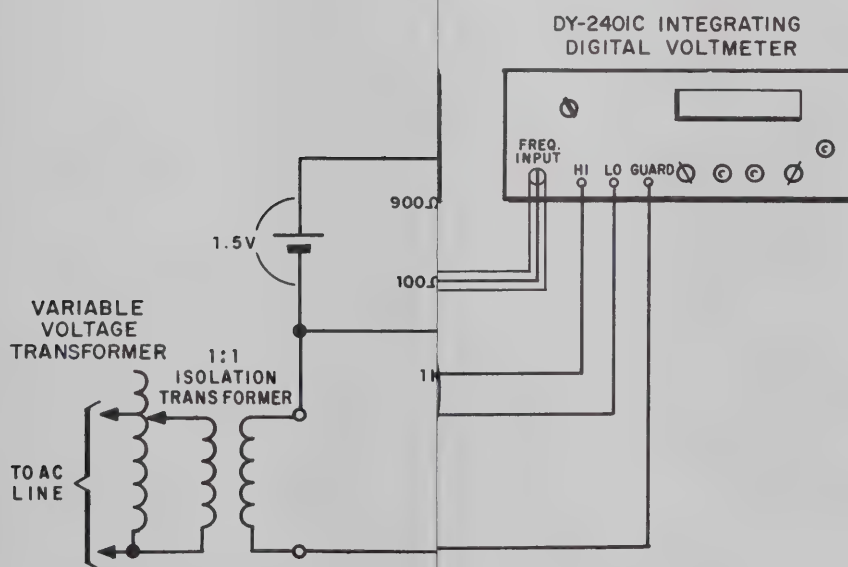 DY-2401C INTEGRATING
DIGITAL VOLTMETER
FREQ.
INPUT
HI LO GUARD
900Ω
1.5V
100Ω
VARIABLE
VOLTAGE
TRANSFORMER
1:1
ISOLATION
TRANSFORMER
TO AC
LINE